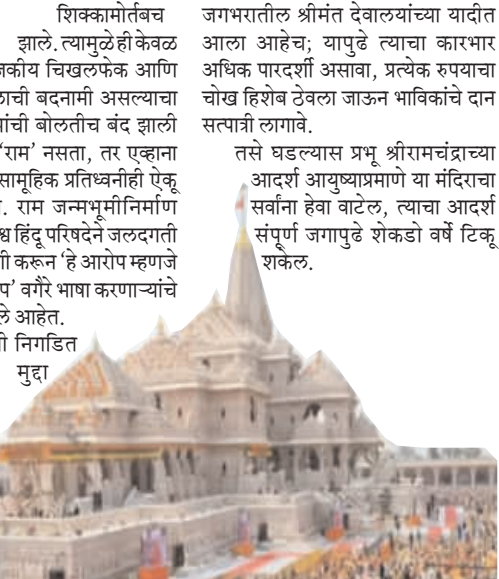 शिक्कामोर्तबच
झाले. त्यामुळे ही केवळ
चिखलफेक आणि
बदनामी असल्याचा
बोलतीच बंद झाली
‘राम’ नसता, तर एव्हाना
सामूहिक प्रतिध्वनीही ऐकू
राम जन्मभूमीनिर्माण
हिंदू परिषदेने जलदगती
करून ‘हे आरोप म्हणजे
वगैरे भाषा करणाऱ्यांचे
आहेत.
निगडित
मुद्दा
जगभरातील श्रीमंत देवालयांच्या यादीत
आला आहेच; यापुढे त्याचा कारभार
अधिक पारदर्शी असावा, प्रत्येक रुपयाचा
चोख हिशेब ठेवला जाऊन भाविकांचे दान
सत्पात्री लागावे.
तसे घडल्यास प्रभू श्रीरामचंद्राच्या
आदर्श आयुष्याप्रमाणे या मंदिराचा
सर्वांना हेवा वाटेल, त्याचा आदर्श
संपूर्ण जगापुढे शेकडो वर्षे टिकू
शकेल.